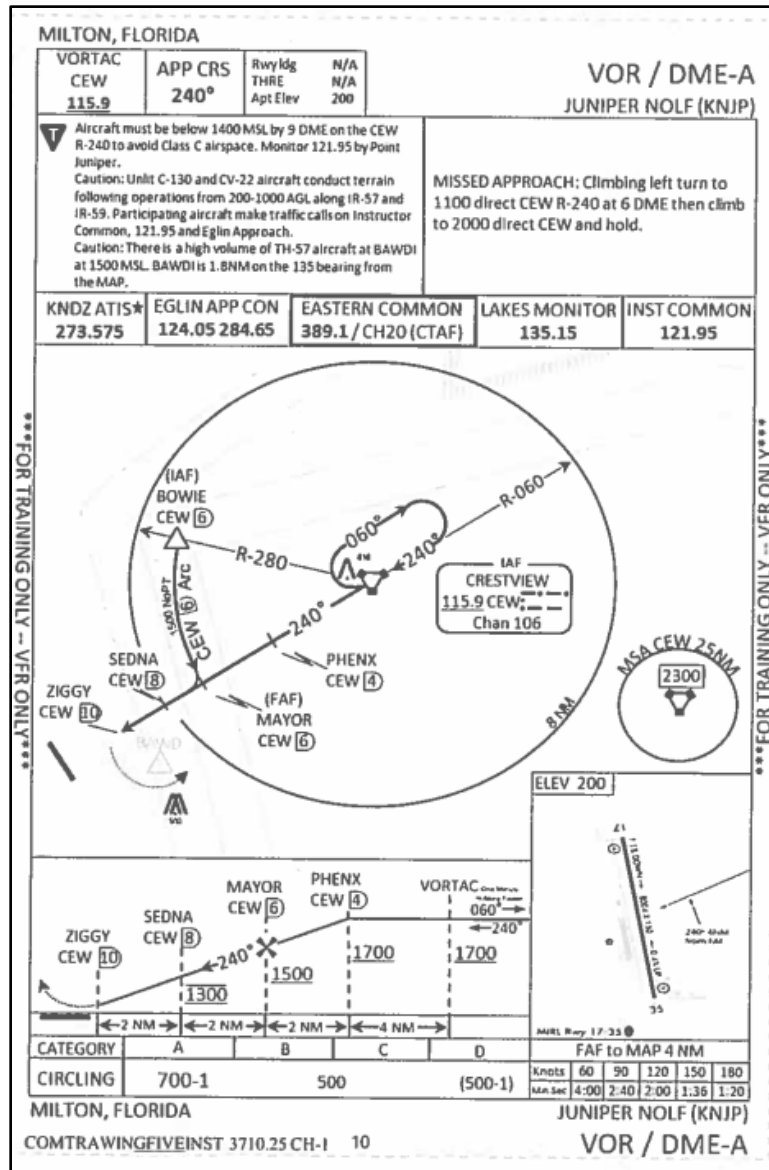 MILTON, FLORIDA
VORTAC
CEW
115.9
APP CRS
240°
Rwy ldg N/A
THRE N/A
Apt Elev 200
VOR / DME-A
JUNIPER NOLF (KNJP)
T
Aircraft must be below 1400 MSL by 9 DME on the CEW
R-240 to avoid Class C airspace. Monitor 121.95 by Point
Juniper.
Caution: Unlit C-130 and CV-22 aircraft conduct terrain
following operations from 200-1000 AGL along IR-57 and
IR-59. Participating aircraft make traffic calls on Instructor
Common, 121.95 and Eglin Approach.
Caution: There is a high volume of TH-57 aircraft at BAWDI
at 1500 MSL. BAWDI is 1.8NM on the 135 bearing from
the MAP.
MISSED APPROACH: Climbing left turn to
1100 direct CEW R-240 at 6 DME then climb
to 2000 direct CEW and hold.
KNDZ ATIS★
273.575
EGLIN APP CON
124.05 284.65
EASTERN COMMON
389.1 / CH20 (CTAF)
LAKES MONITOR
135.15
INST COMMON
121.95
***FOR TRAINING ONLY -- VFR ONLY***
***FOR TRAINING ONLY -- VFR ONLY***
(IAF)
BOWIE
CEW 6
R-280
060°
240°
R-060
1500 NoPT
CEW 6 Arc
240°
IAF
CRESTVIEW
115.9 CEW
Chan 106
SEDNA
CEW 8
PHENX
CEW 4
ZIGGY
CEW 10
(FAF)
MAYOR
CEW 6
8 NM
MSA CEW 25NM
2300
ELEV 200
17
240° 4NM
from FAF
35
MIRL Rwy 17-35
ZIGGY
CEW 10
SEDNA
CEW 8
MAYOR
CEW 6
PHENX
CEW 4
VORTAC
060°
240°
240°
1300
1500
1700
1700
2 NM
2 NM
2 NM
4 NM
CATEGORY A B C D
CIRCLING 700-1 500 (500-1)
FAF to MAP 4 NM
Knots 60 90 120 150 180
Min:Sec 4:00 2:40 2:00 1:36 1:20
MILTON, FLORIDA
JUNIPER NOLF (KNJP)
COMTRAWINGFIVEINST 3710.25 CH-1 10
VOR / DME-A